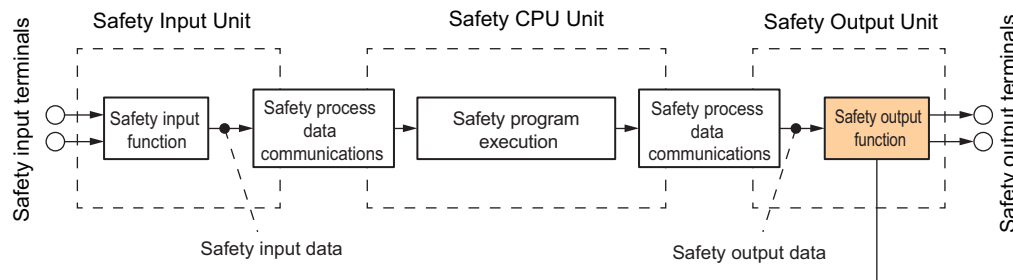 Safety Input Unit
Safety CPU Unit
Safety Output Unit
Safety input terminals
Safety input
function
Safety process
data
communications
Safety program
execution
Safety process
data
communications
Safety output
function
Safety output terminals
Safety input data
Safety output data